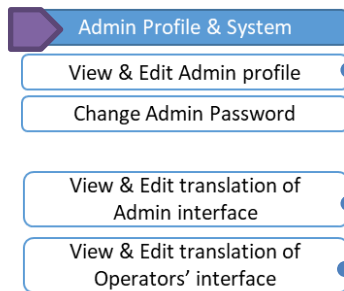 Admin Profile & System
View & Edit Admin profile
Change Admin Password
View & Edit translation of
Admin interface
View & Edit translation of
Operators’ interface